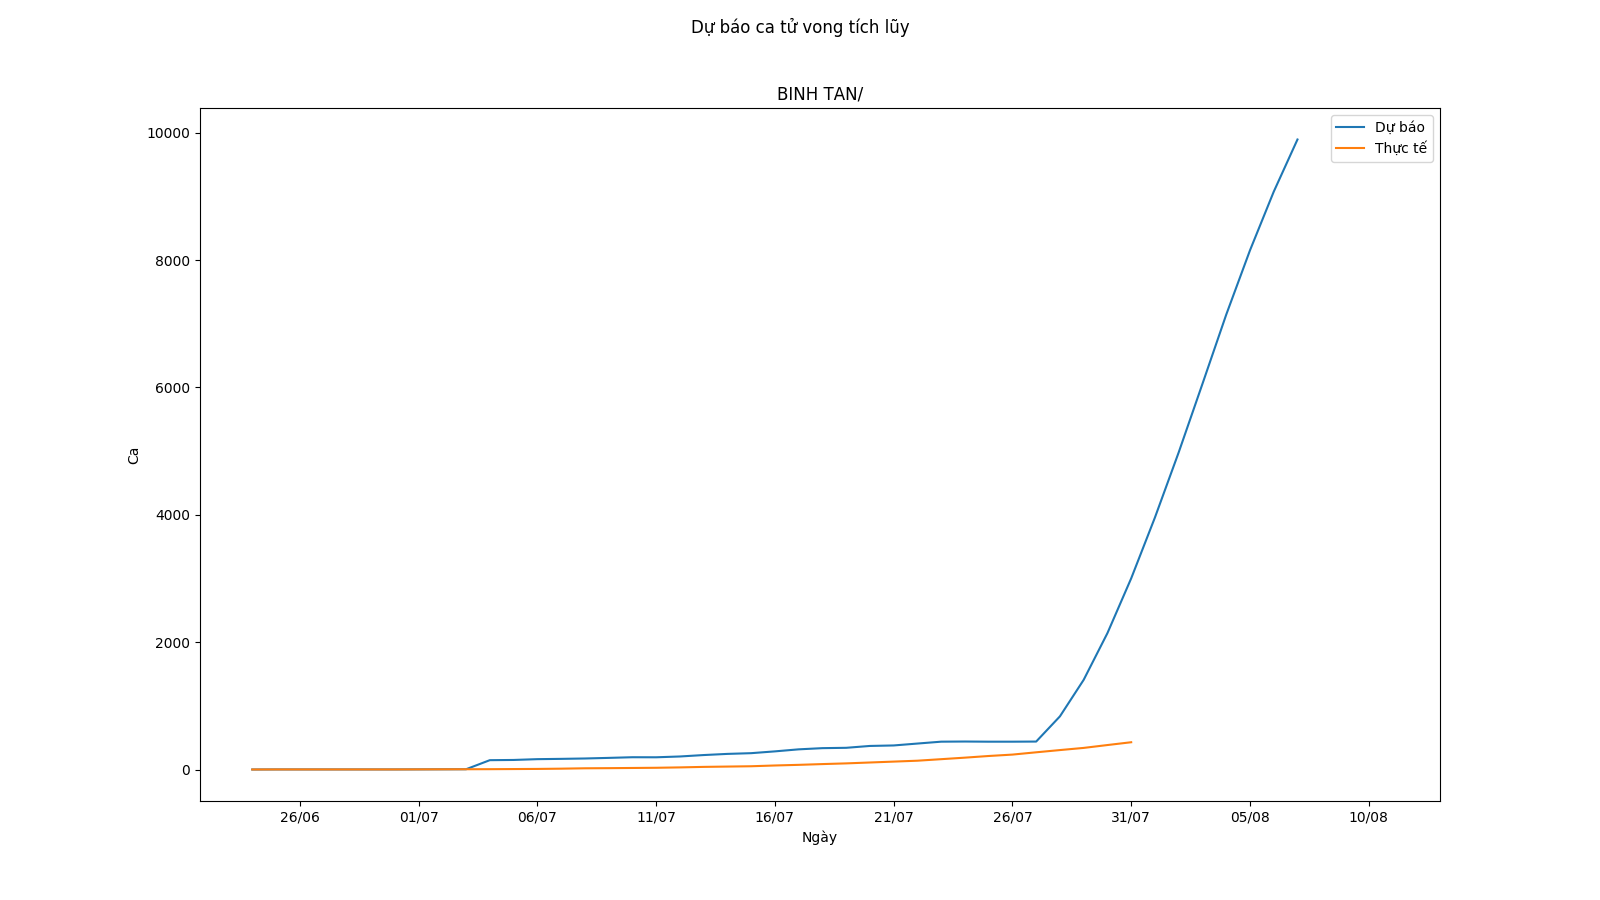 Dự báo ca tử vong tích lũy
BINH TAN/
Dự báo
Thực tế
10000
8000
6000
4000
2000
0
Ca
26/06
01/07
06/07
11/07
16/07
21/07
26/07
31/07
05/08
10/08
Ngày